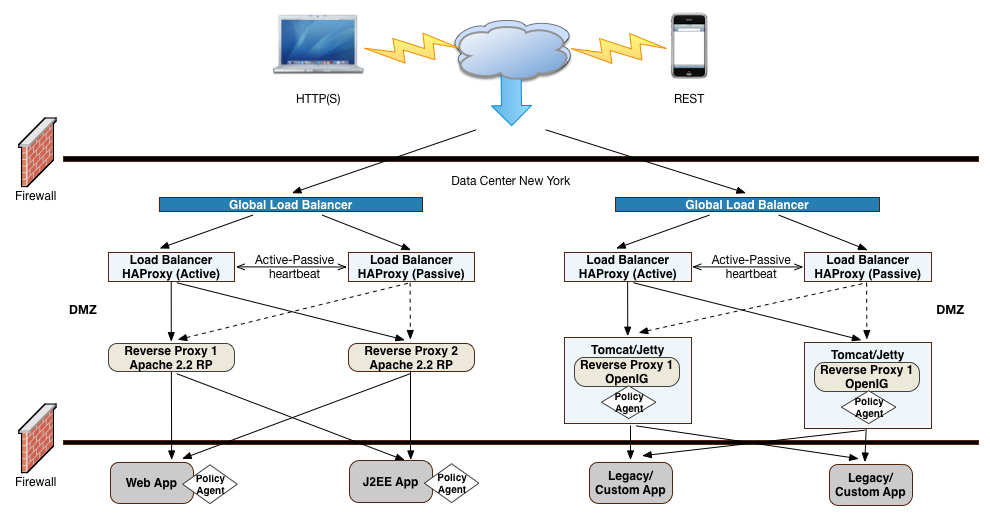 HTTP(S)
REST
Firewall
Data Center New York
Global Load Balancer
Global Load Balancer
Load Balancer
HAProxy (Active)
Active-Passive
heartbeat
Load Balancer
HAProxy (Passive)
Load Balancer
HAProxy (Active)
Active-Passive
heartbeat
Load Balancer
HAProxy (Passive)
DMZ
DMZ
Reverse Proxy 1
Apache 2.2 RP
Reverse Proxy 2
Apache 2.2 RP
Tomcat/Jetty
Reverse Proxy 1
OpenIG
Policy
Agent
Tomcat/Jetty
Reverse Proxy 1
OpenIG
Policy
Agent
Firewall
Web App
Policy
Agent
J2EE App
Policy
Agent
Legacy/
Custom App
Legacy/
Custom App